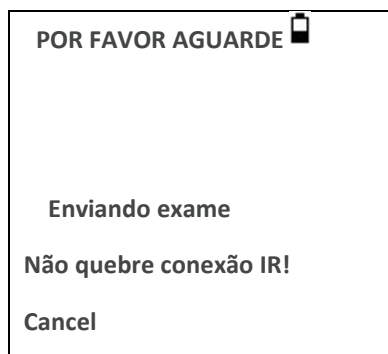 POR FAVOR AGUARDE
Enviando exame
Não quebre conexão IR!
Cancel